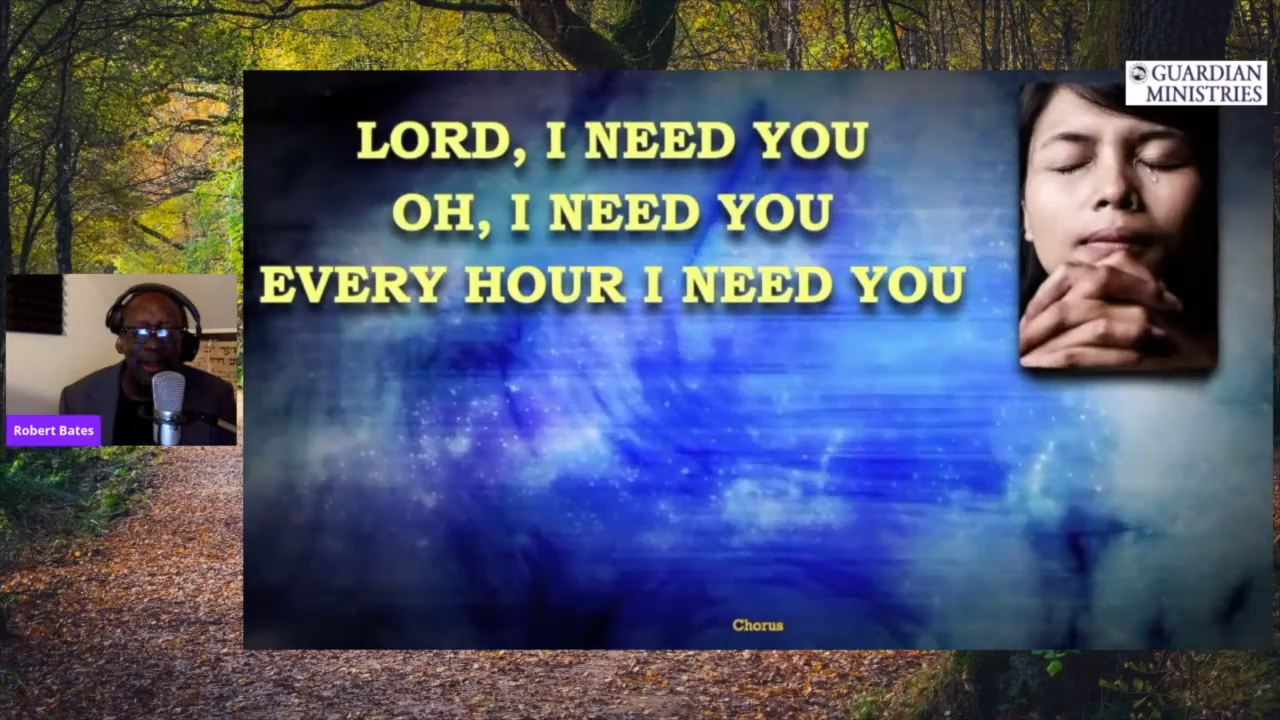 GUARDIAN
MINISTRIES
LORD, I NEED YOU
OH, I NEED YOU
EVERY HOUR I NEED YOU
Robert Bates
Chorus